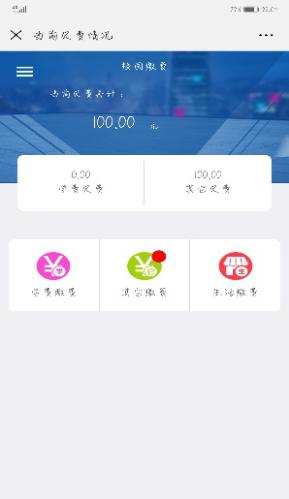 当前欠费情况
校园缴费
当前欠费合计：
100.00 元
0.00 100.00
学费欠费 其它欠费
学费缴费 其它缴费 生活缴费